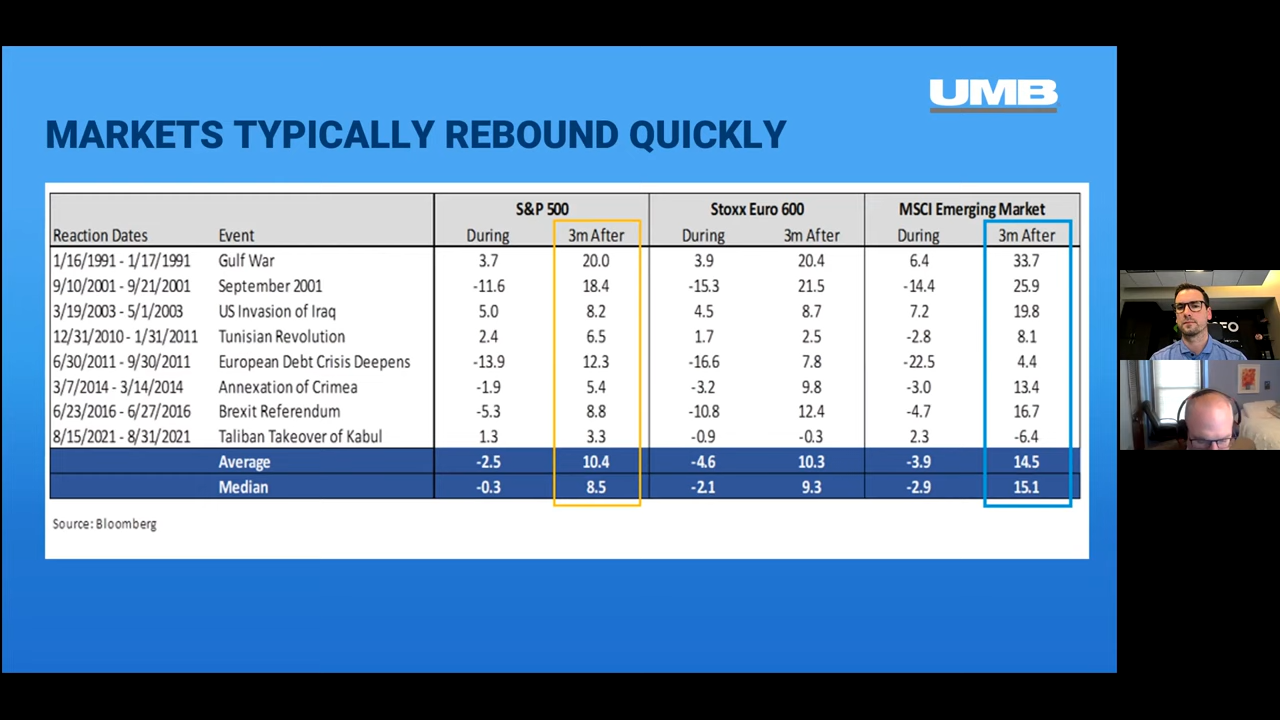 UMB
MARKETS TYPICALLY REBOUND QUICKLY
S&P 500 Stoxx Euro 600 MSCI Emerging Market
Reaction Dates Event During 3m After During 3m After During 3m After
1/16/1991 - 1/17/1991 Gulf War 3.7 20.0 3.9 20.4 6.4 33.7
9/10/2001 - 9/21/2001 September 2001 -11.6 18.4 -15.3 21.5 -14.4 25.9
3/19/2003 - 5/1/2003 US Invasion of Iraq 5.0 8.2 4.5 8.7 7.2 19.8
12/31/2010 - 1/31/2011 Tunisian Revolution 2.4 6.5 1.7 2.5 -2.8 8.1
6/30/2011 - 9/30/2011 European Debt Crisis Deepens -13.9 12.3 -16.6 7.8 -22.5 4.4
3/7/2014 - 3/14/2014 Annexation of Crimea -1.9 5.4 -3.2 9.8 -3.0 13.4
6/23/2016 - 6/27/2016 Brexit Referendum -5.3 8.8 -10.8 12.4 -4.7 16.7
8/15/2021 - 8/31/2021 Taliban Takeover of Kabul 1.3 3.3 -0.9 -0.3 2.3 -6.4
Average -2.5 10.4 -4.6 10.3 -3.9 14.5
Median -0.3 8.5 -2.1 9.3 -2.9 15.1
Source: Bloomberg